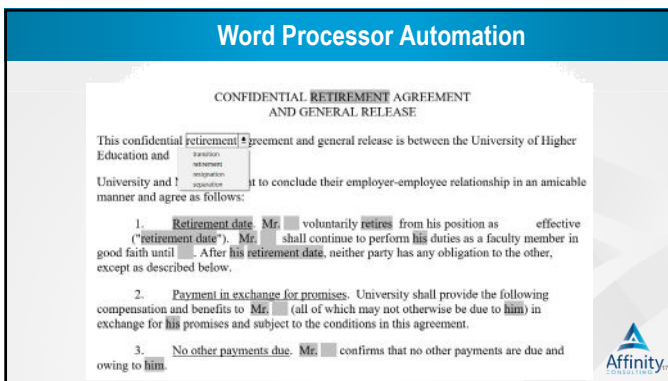 Word Processor Automation
CONFIDENTIAL RETIREMENT AGREEMENT
AND GENERAL RELEASE
This confidential retirement greement and general release is between the University of Higher
Education and
transition
retirement
resignation
separation
University and N t to conclude their employer-employee relationship in an amicable
manner and agree as follows:
1. Retirement date. Mr. voluntarily retires from his position as effective
("retirement date"). Mr. shall continue to perform his duties as a faculty member in
good faith until . After his retirement date, neither party has any obligation to the other,
except as described below.
2. Payment in exchange for promises. University shall provide the following
compensation and benefits to Mr. (all of which may not otherwise be due to him) in
exchange for his promises and subject to the conditions in this agreement.
3. No other payments due. Mr. confirms that no other payments are due and
owing to him.
Affinity
CONSULTING